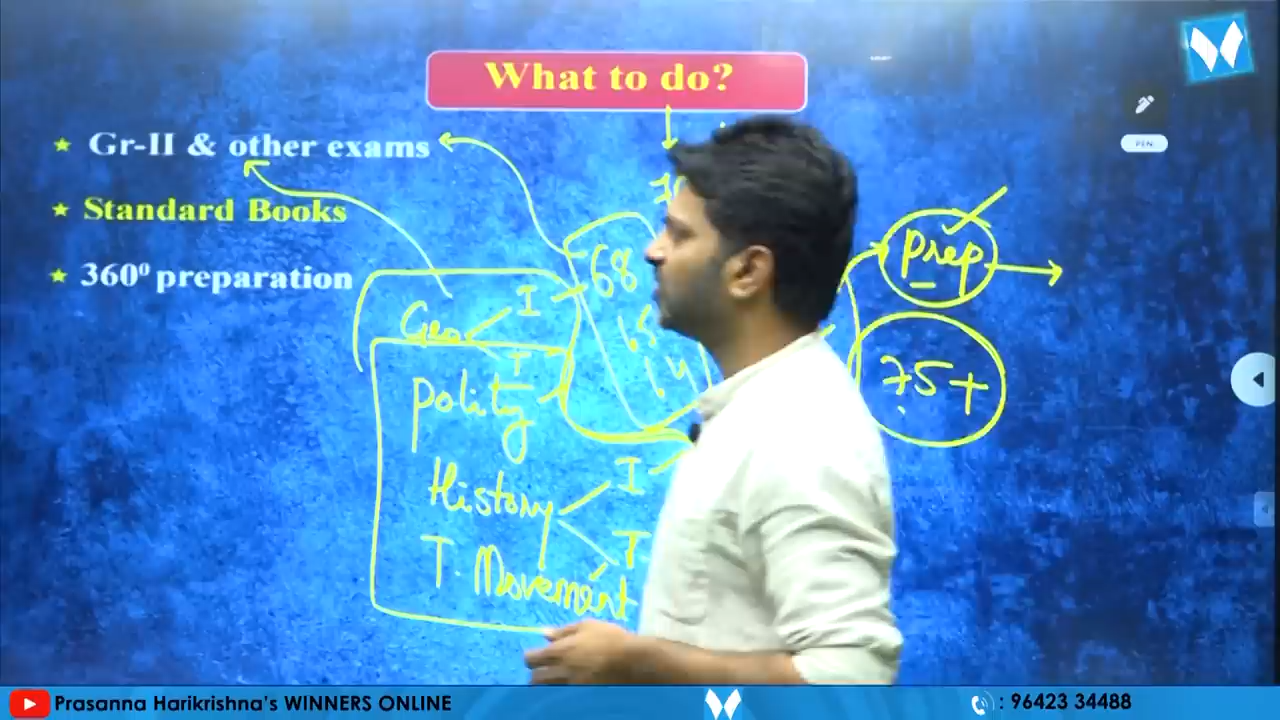 What to do?
PEN
Gr-II & other exams
Standard Books
360⁰ preparation
68
prep
75+
Geo
I
T
Polity
History
I
T
T. Movement
Prasanna Harikrishna's WINNERS ONLINE
: 96423 34488